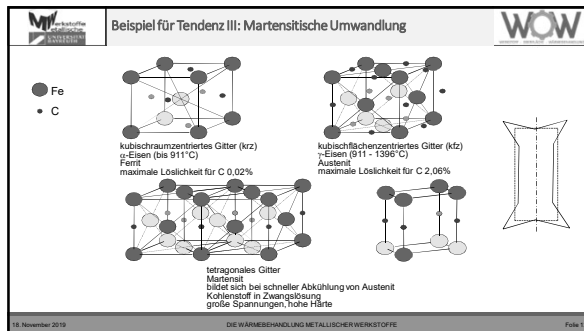 Beispiel für Tendenz III: Martensitische Umwandlung
WOW
Fe
C
kubischraumzentriertes Gitter (krz)
α-Eisen (bis 911°C)
Ferrit
maximale Löslichkeit für C 0,02%
kubischflächenzentriertes Gitter (kfz)
γ-Eisen (911 - 1396°C)
Austenit
maximale Löslichkeit für C 2,06%
tetragonales Gitter
Martensit
bildet sich bei schneller Abkühlung von Austenit
Kohlenstoff in Zwangslösung
große Spannungen, hohe Härte
18. November 2019
DIE WÄRMEBEHANDLUNG METALLISCHER WERKSTOFFE